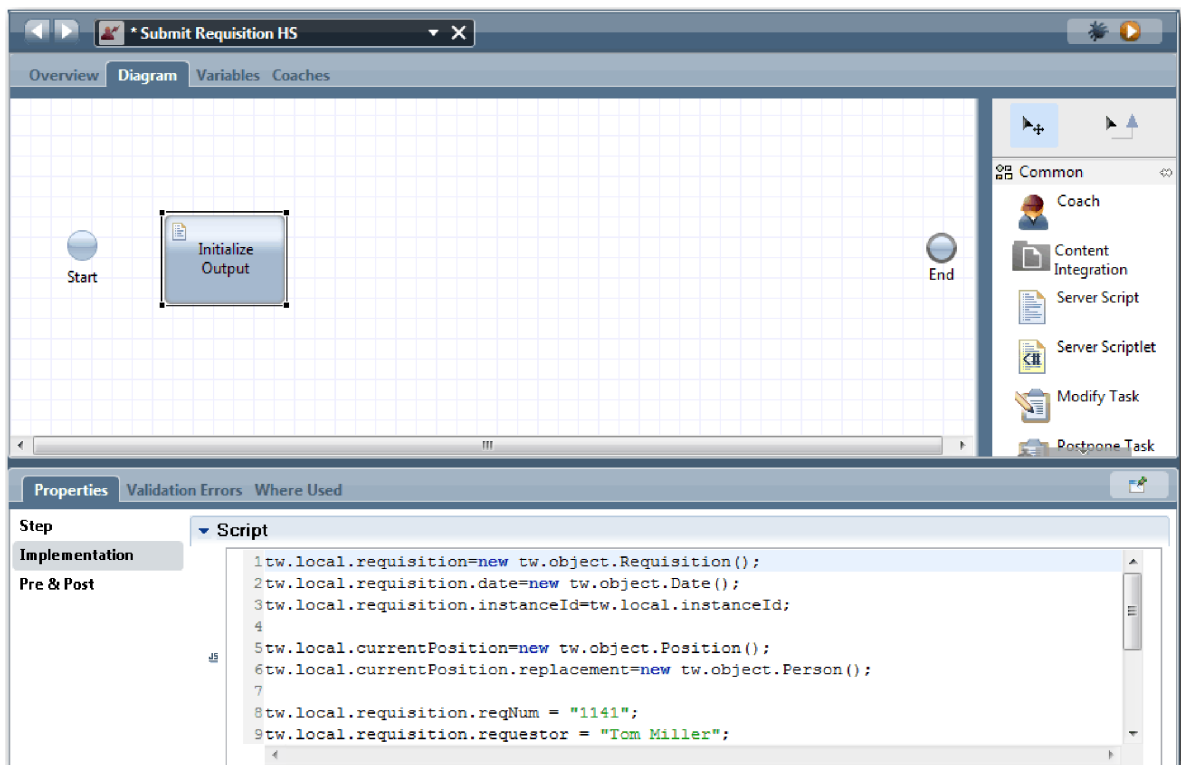 * Submit Requisition HS
Overview Diagram Variables Coaches
Common
Coach
Content
Integration
Server Script
Server Scriptlet
Modify Task
Postpone Task
Start
Initialize
Output
End
Properties Validation Errors Where Used
Step
Implementation
Pre & Post
Script
1tw.local.requisition=new tw.object.Requisition();
2tw.local.requisition.date=new tw.object.Date();
3tw.local.requisition.instanceId=tw.local.instanceId;
4
5tw.local.currentPosition=new tw.object.Position();
6tw.local.currentPosition.replacement=new tw.object.Person();
7
8tw.local.requisition.reqNum = "1141";
9tw.local.requisition.requestor = "Tom Miller";
JS